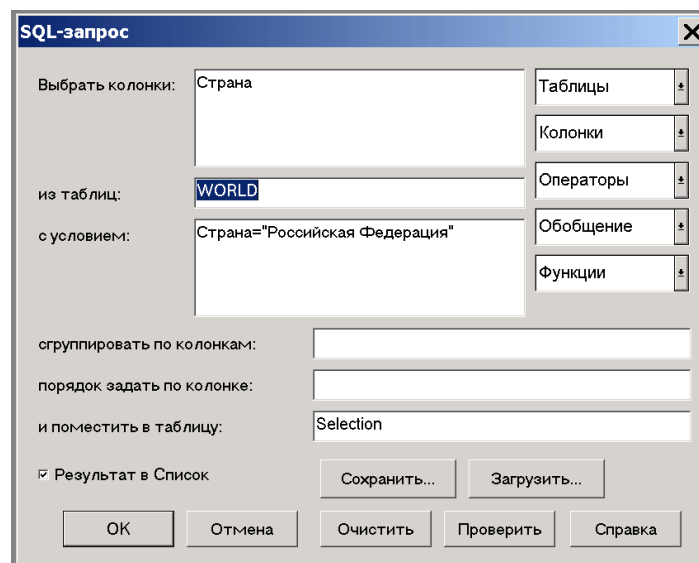 SQL-запрос
Выбрать колонки:
Страна
Таблицы
Колонки
из таблиц:
WORLD
Операторы
с условием:
Страна="Российская Федерация"
Обобщение
Функции
сгруппировать по колонкам:
порядок задать по колонке:
и поместить в таблицу:
Selection
Результат в Список
Сохранить...
Загрузить...
OK
Отмена
Очистить
Проверить
Справка